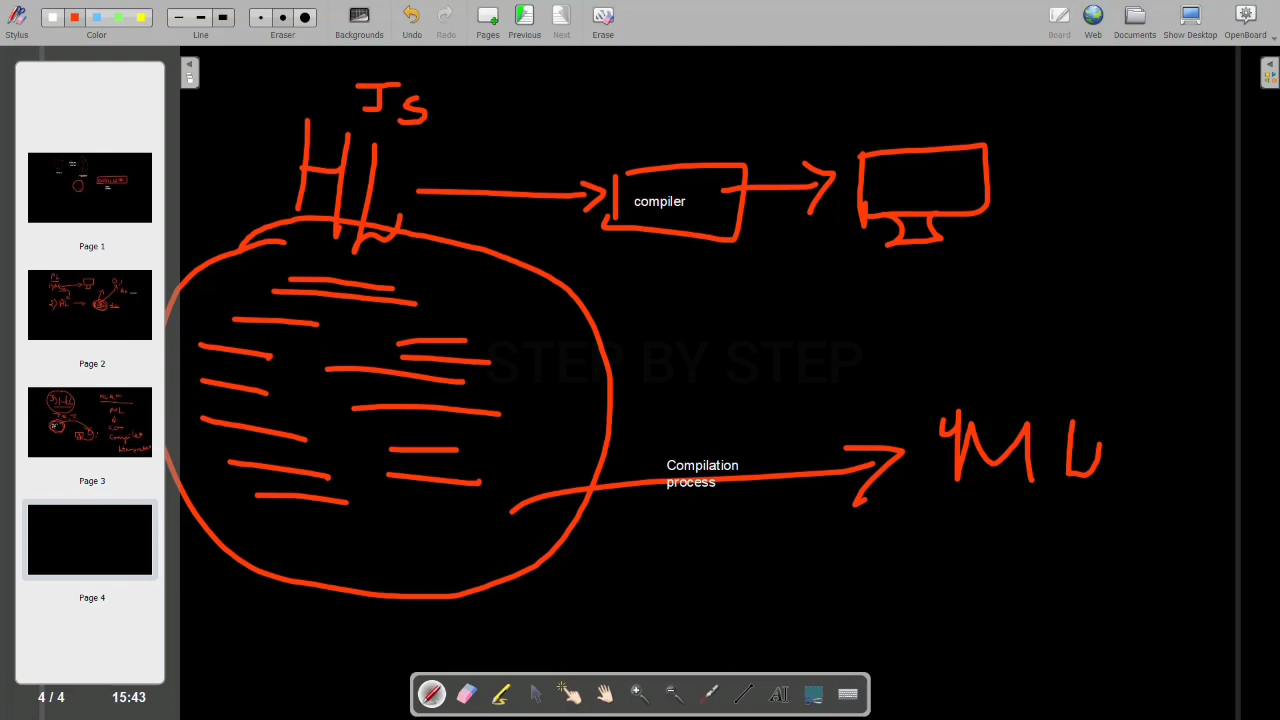 Stylus
Color
Line
Eraser
Backgrounds
Undo
Redo
Pages
Previous
Next
Erase
Board
Web
Documents
Show Desktop
OpenBoard
Page 1
Page 2
Page 3
Page 4
4 / 4
15:43
JS
HL
compiler
STEP BY STEP
Compilation
process
ML
AI